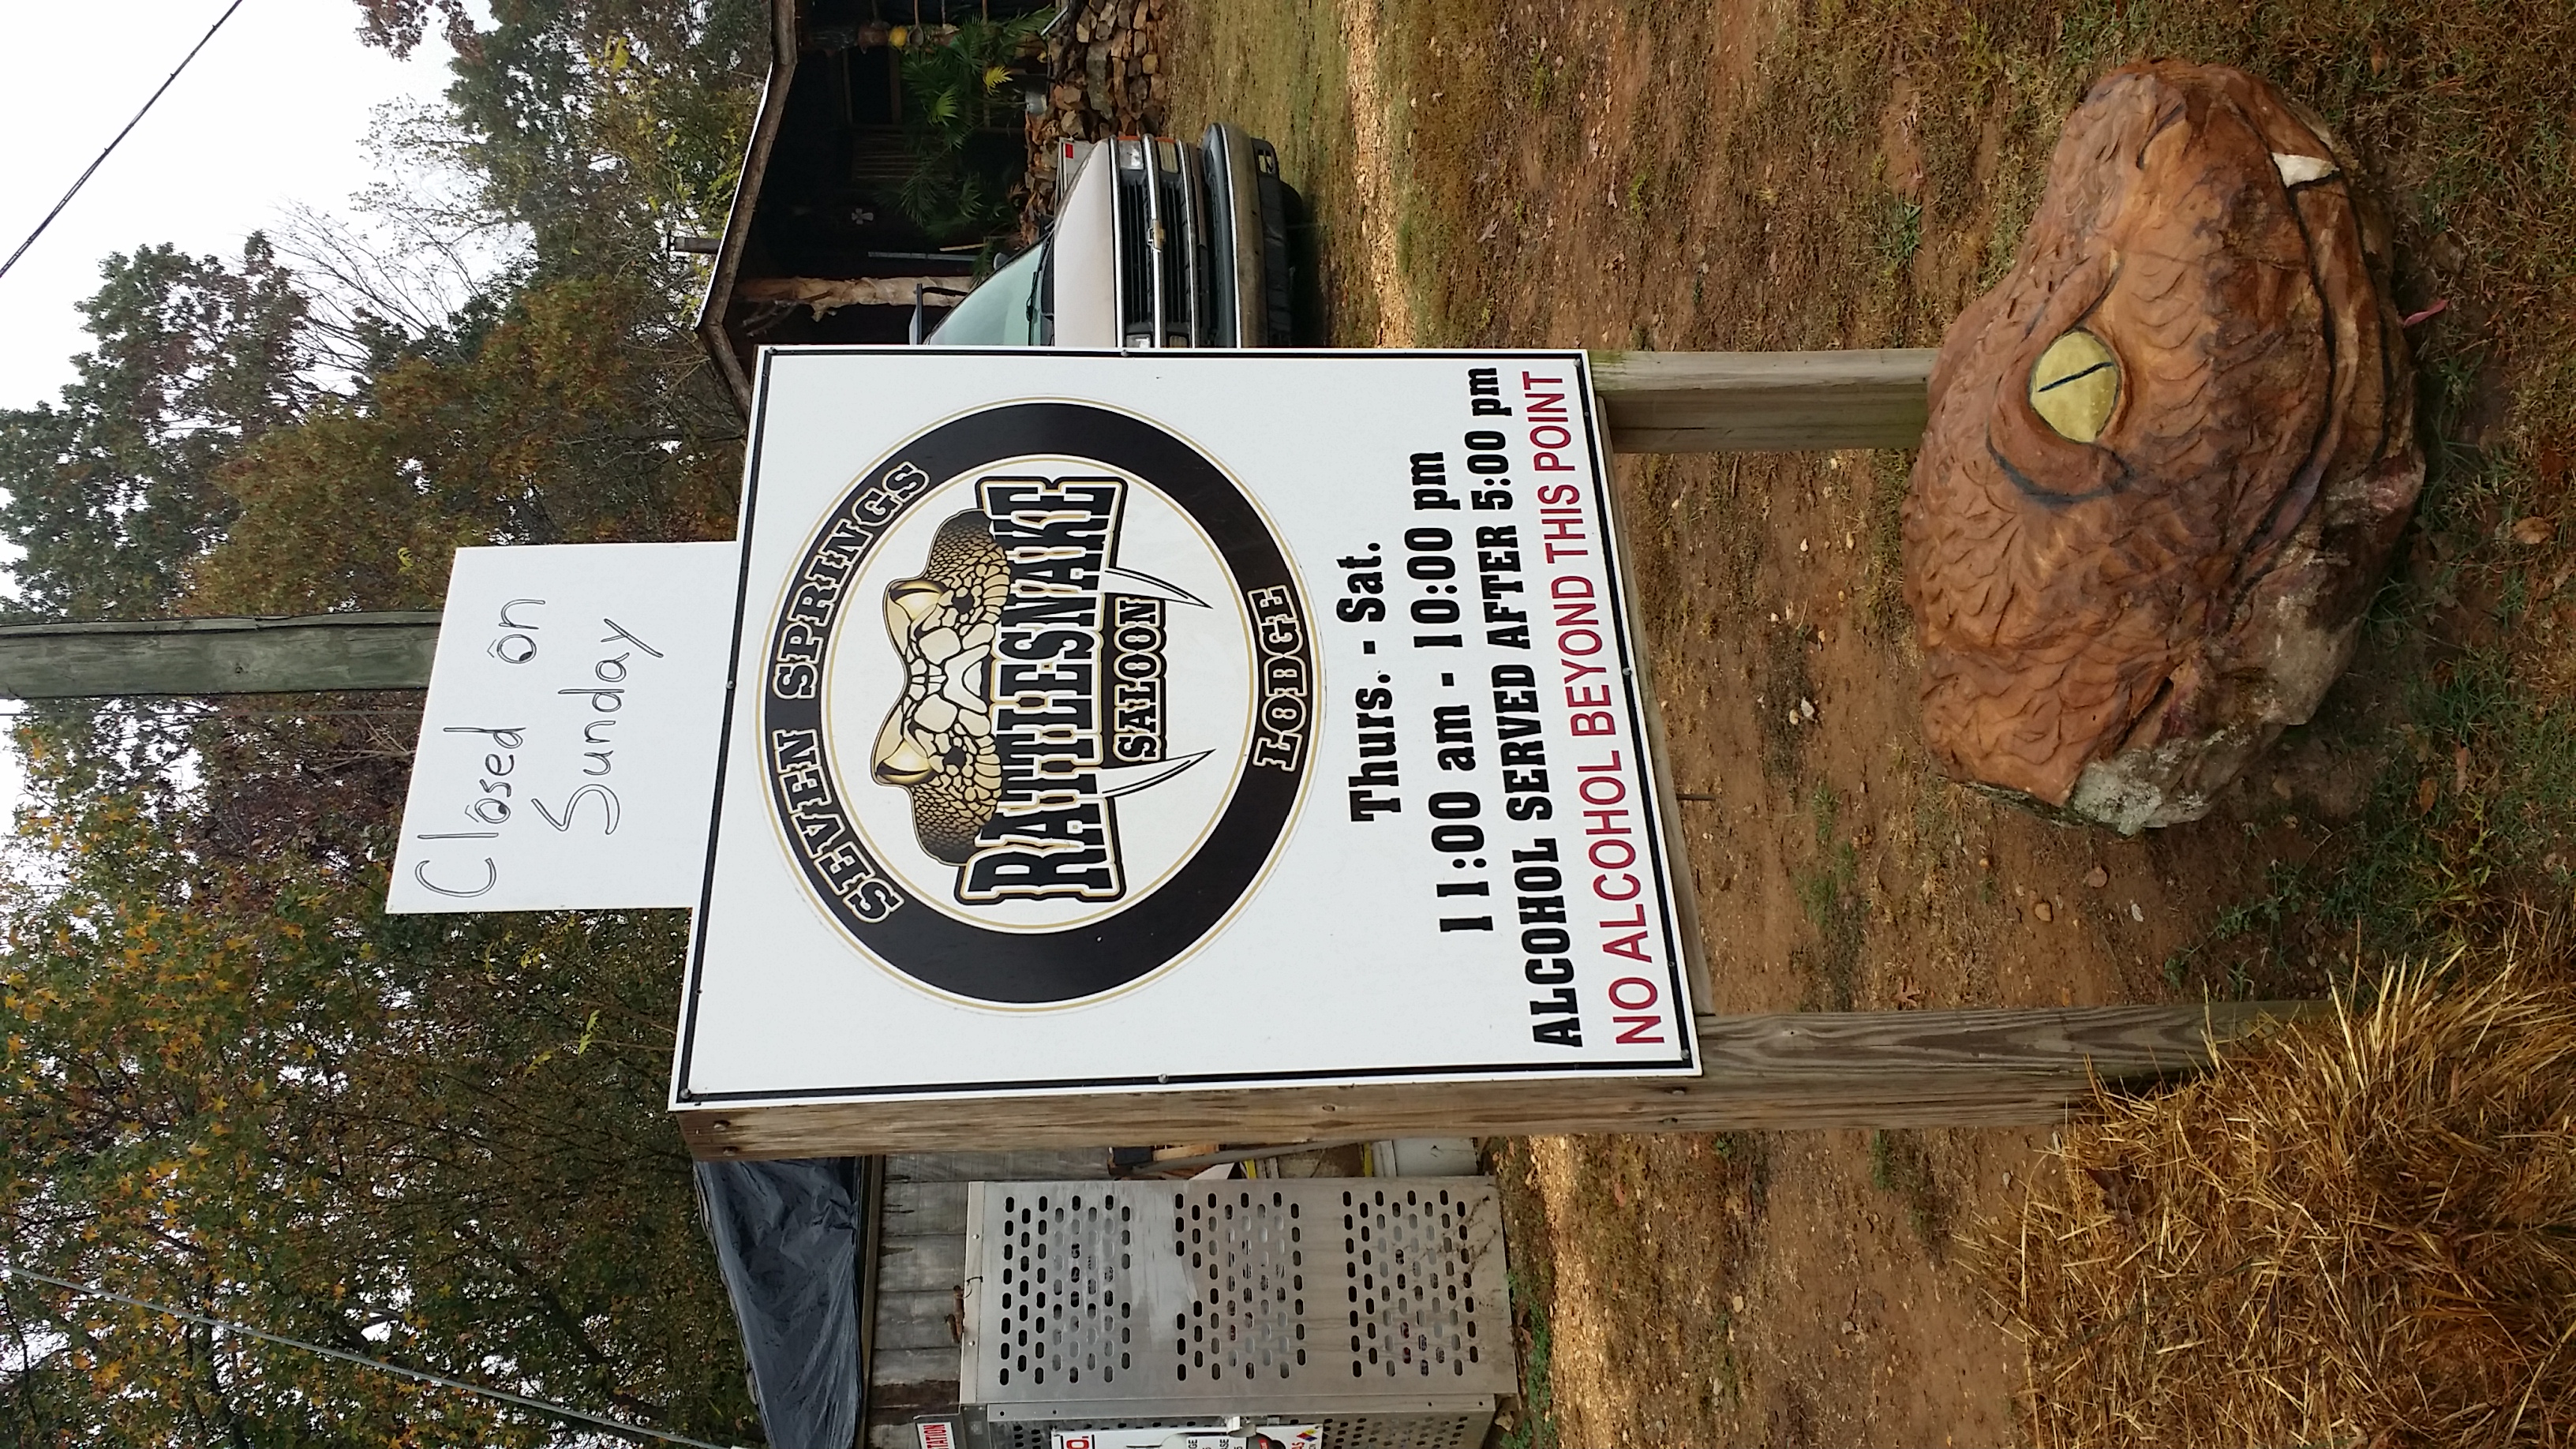 Closed on
Sunday
SEVEN SPRINGS
RATTLESNAKE
SALOON
LODGE
Thurs. - Sat.
11:00 am - 10:00 pm
ALCOHOL SERVED AFTER 5:00 pm
NO ALCOHOL BEYOND THIS POINT